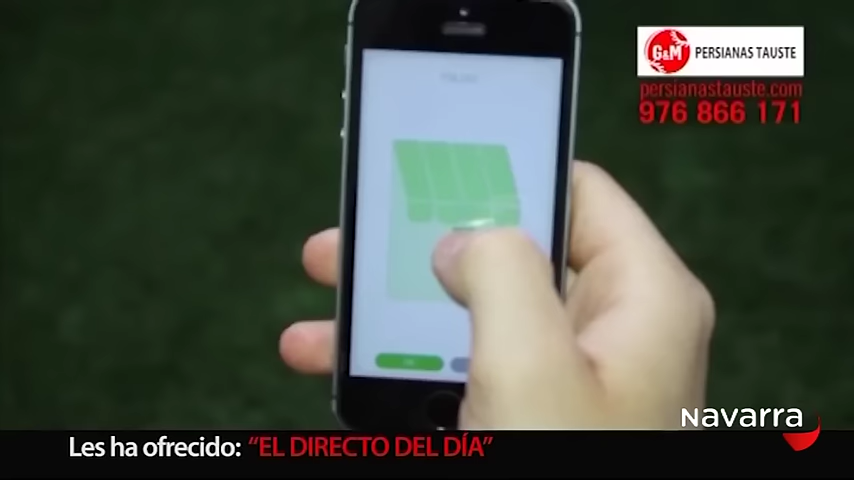 G&M PERSIANAS TAUSTE
persianastauste.com
976 866 171
Navarra
Les ha ofrecido: “EL DIRECTO DEL DÍA”